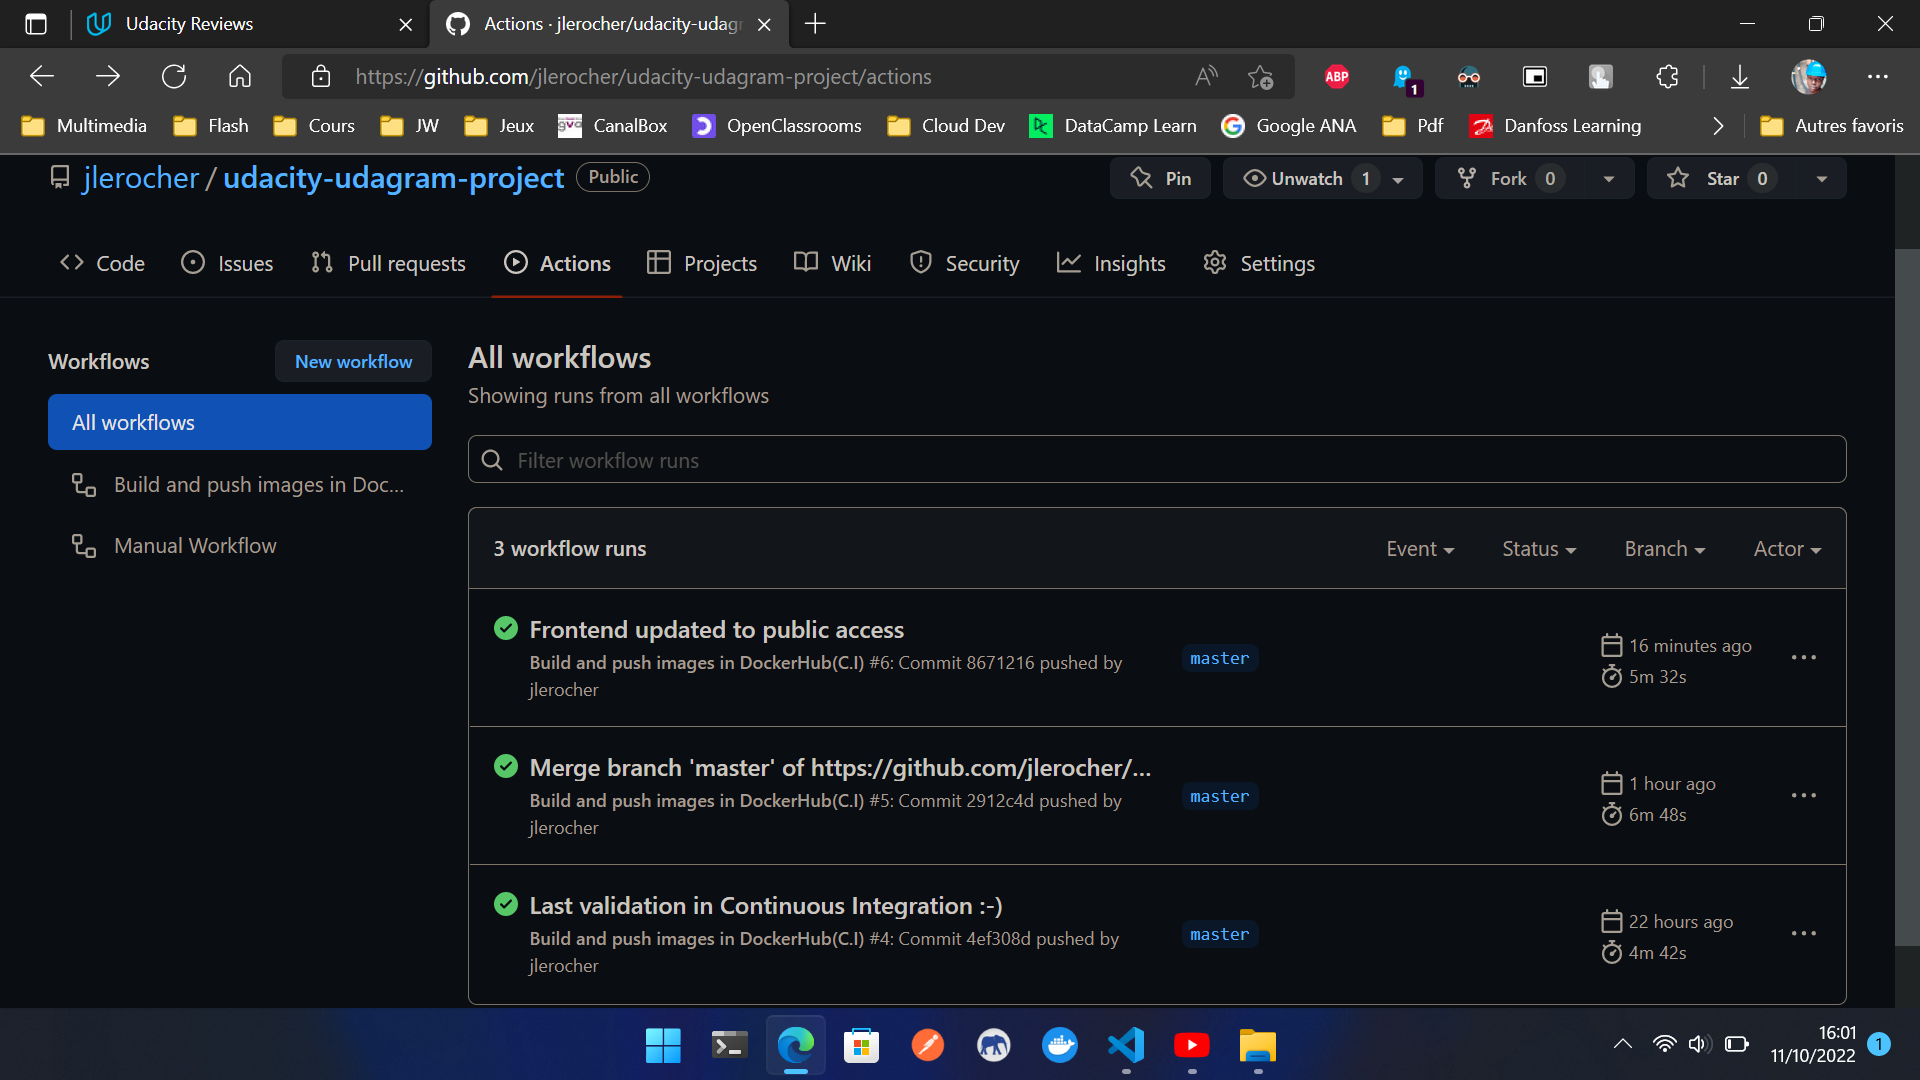 Udacity Reviews
Actions · jlerocher/udacity-udagr
https://github.com/jlerocher/udacity-udagram-project/actions
ABP
1
Multimedia
Flash
Cours
JW
Jeux
gva
CanalBox
OpenClassrooms
Cloud Dev
DataCamp Learn
Google ANA
Pdf
Danfoss Learning
Autres favoris
jlerocher / udacity-udagram-project
Public
Pin
Unwatch 1
Fork 0
Star 0
Code
Issues
Pull requests
Actions
Projects
Wiki
Security
Insights
Settings
Workflows
New workflow
All workflows
Build and push images in Doc...
Manual Workflow
All workflows
Showing runs from all workflows
Filter workflow runs
3 workflow runs
Event
Status
Branch
Actor
Frontend updated to public access
Build and push images in DockerHub(C.I) #6: Commit 8671216 pushed by
jlerocher
master
16 minutes ago
5m 32s
Merge branch 'master' of https://github.com/jlerocher/...
Build and push images in DockerHub(C.I) #5: Commit 2912c4d pushed by
jlerocher
master
1 hour ago
6m 48s
Last validation in Continuous Integration :-)
Build and push images in DockerHub(C.I) #4: Commit 4ef308d pushed by
jlerocher
master
22 hours ago
4m 42s
16:01
11/10/2022
1